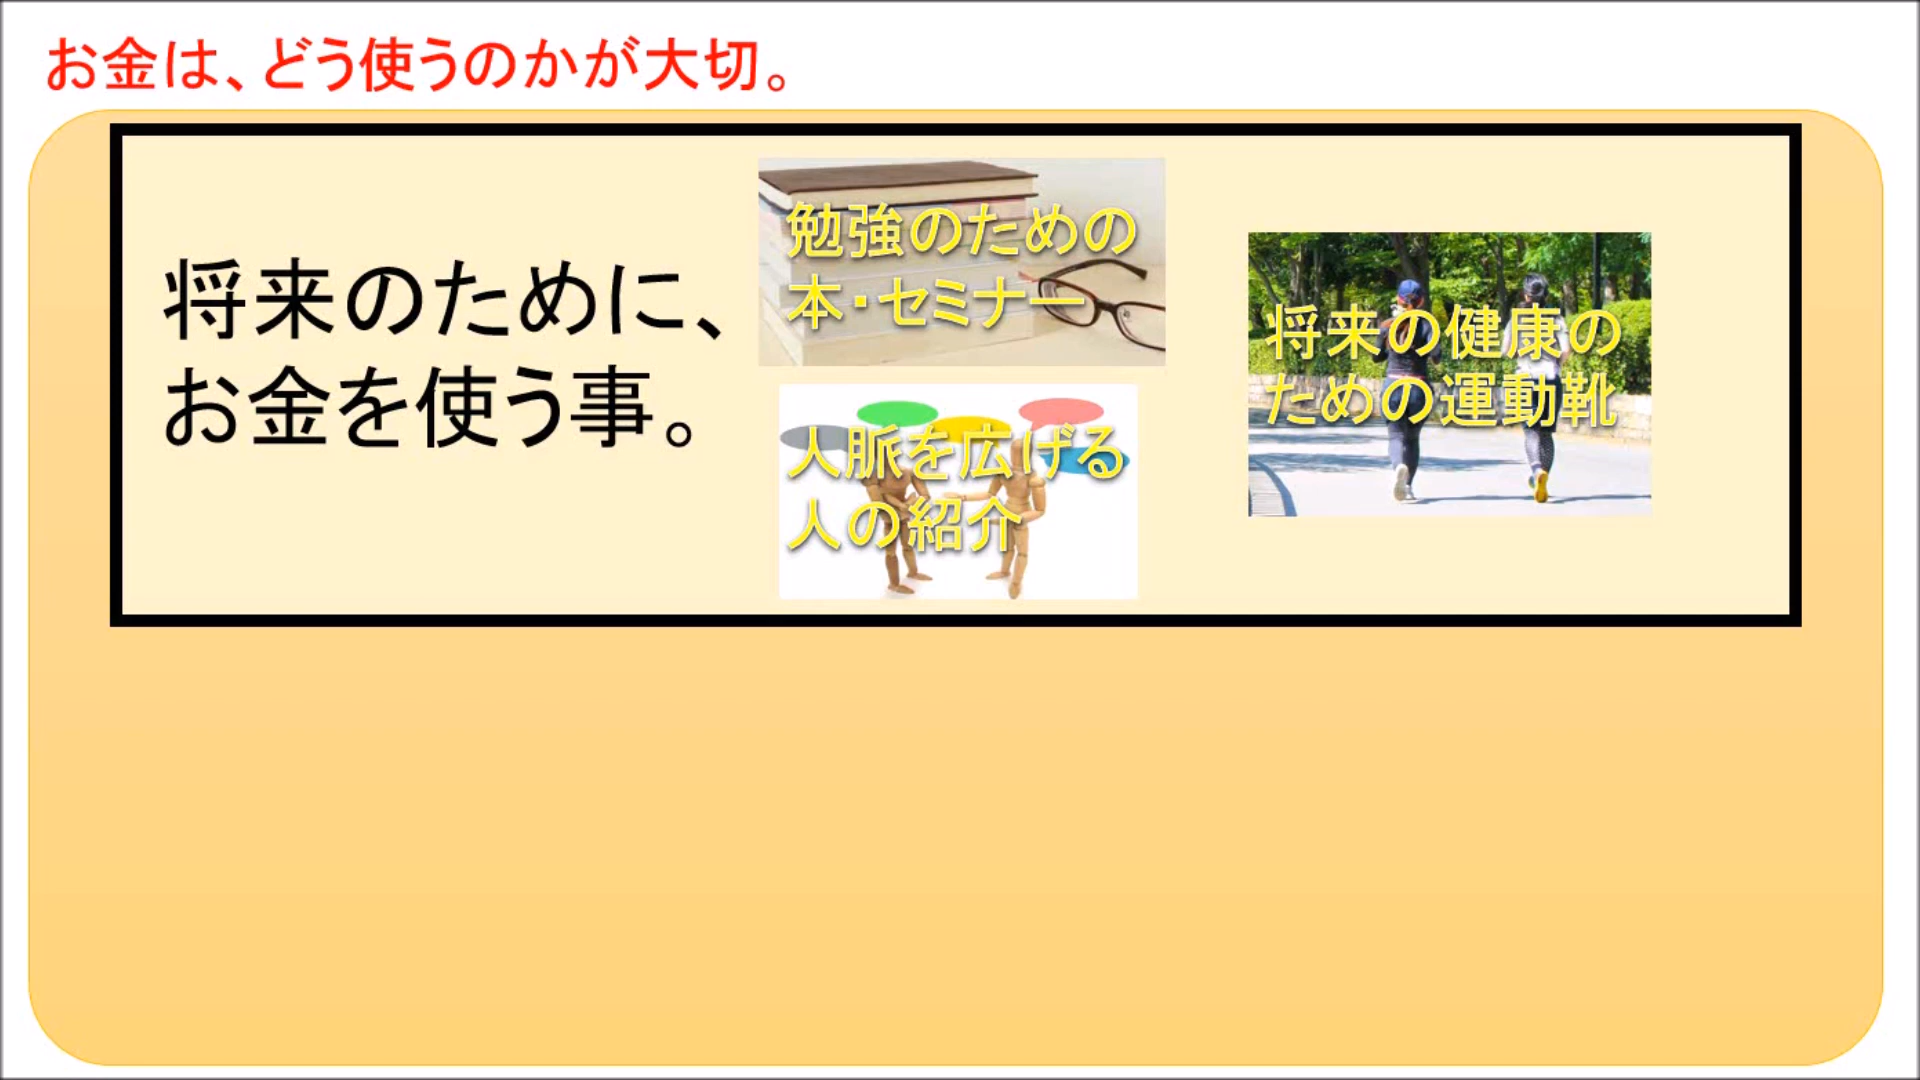 お金は、どう使うのかが大切。
将来のために、
お金を使う事。
勉強のための
本・セミナー
人脈を広げる
人の紹介
将来の健康の
ための運動靴